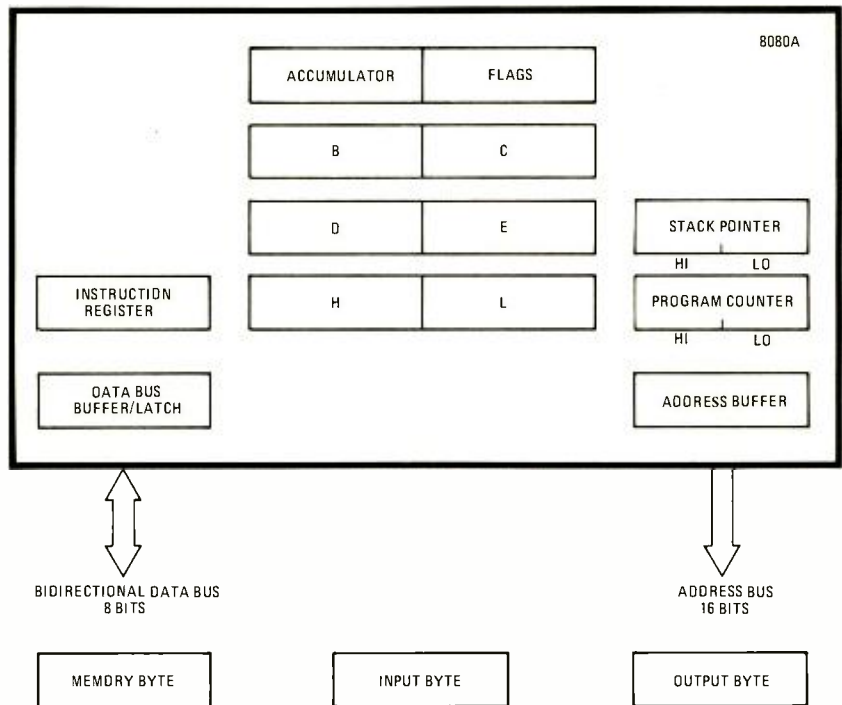 8080A
ACCUMULATOR FLAGS
B C
D E
STACK POINTER
HI LO
INSTRUCTION
REGISTER
H L
PROGRAM COUNTER
HI LO
DATA BUS
BUFFER/LATCH
ADDRESS BUFFER
BIDIRECTIONAL DATA BUS
8 BITS
ADDRESS BUS
16 BITS
MEMORY BYTE
INPUT BYTE
OUTPUT BYTE